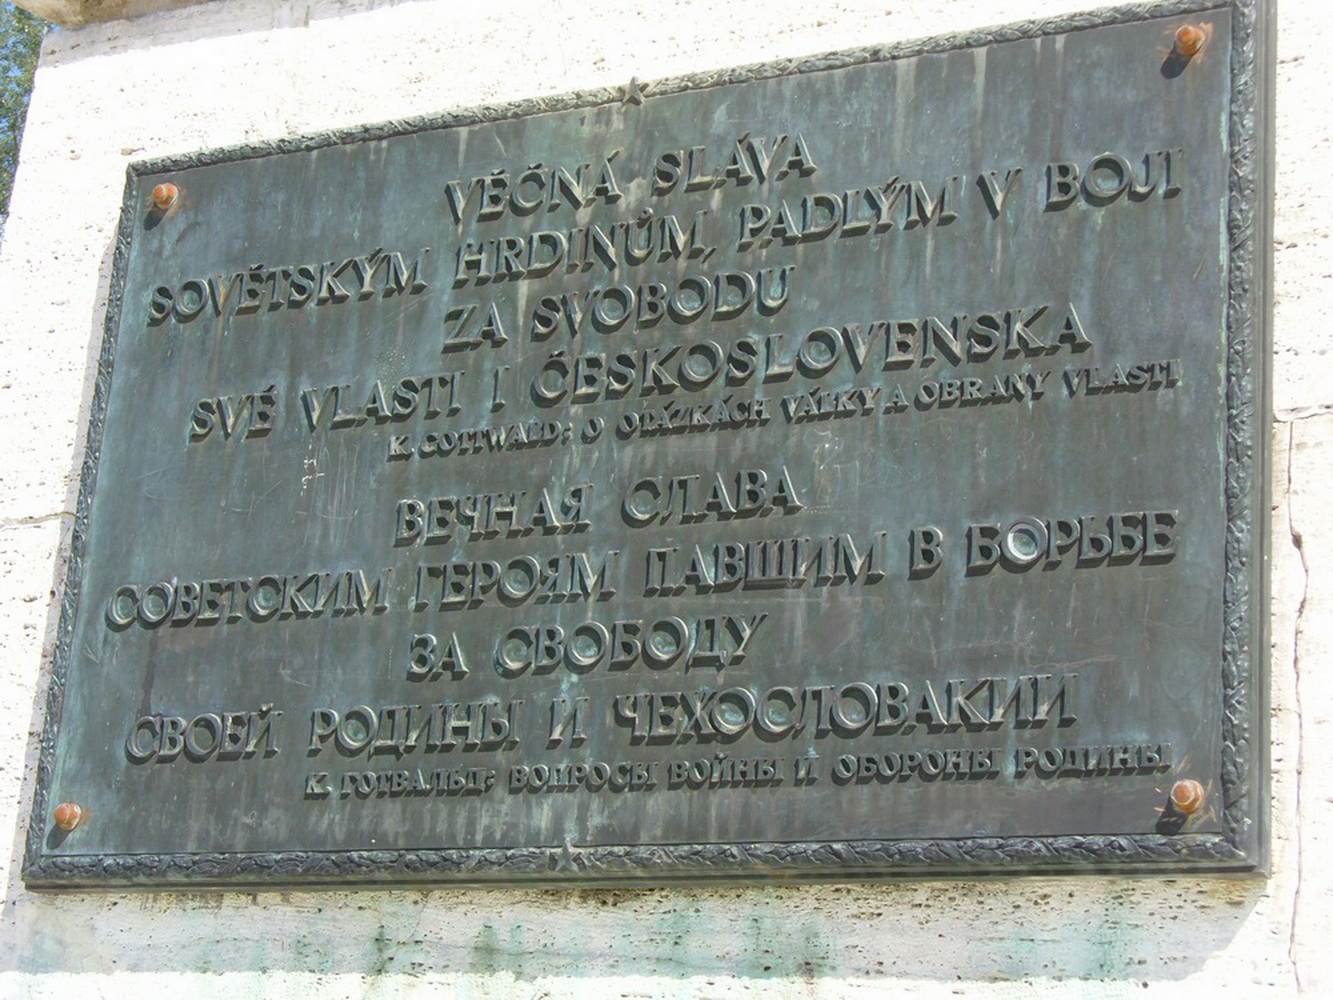 VĚČNÁ SLÁVA
SOVĚTSKÝM HRDINŮM, PADLÝM V BOJI
ZA SVOBODU
SVÉ VLASTI I ČESKOSLOVENSKA
K. GOTTWALD: O OTÁZKÁCH VÁLKY A OBRANY VLASTI
ВЕЧНАЯ СЛАВА
СОВЕТСКИМ ГЕРОЯМ ПАВШИМ В БОРЬБЕ
ЗА СВОБОДУ
СВОЕЙ РОДИНЫ И ЧЕХОСЛОВАКИИ
К. ГОТВАЛЬД: ВОПРОСЫ ВОЙНЫ И ОБОРОНЫ РОДИНЫ